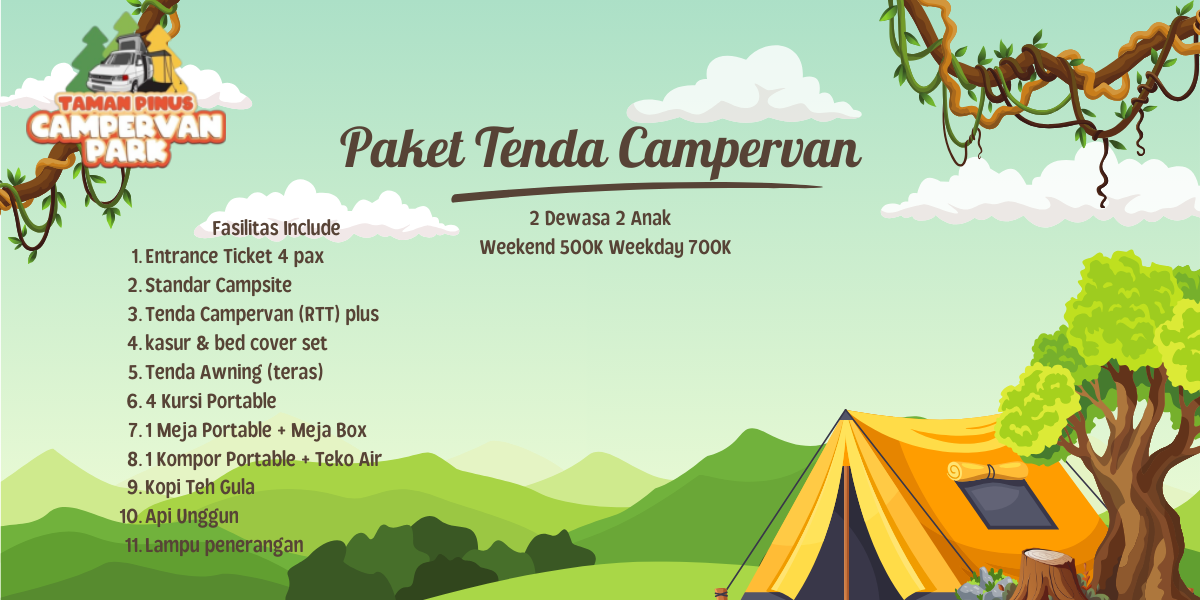 TAMAN PINUS
CAMPERVAN
PARK
Paket Tenda Campervan
2 Dewasa 2 Anak
Weekend 500K Weekday 700K
Fasilitas Include
1. Entrance Ticket 4 pax
2. Standar Campsite
3. Tenda Campervan (RTT) plus
4. kasur & bed cover set
5. Tenda Awning (teras)
6. 4 Kursi Portable
7. 1 Meja Portable + Meja Box
8. 1 Kompor Portable + Teko Air
9. Kopi Teh Gula
10. Api Unggun
11. Lampu penerangan